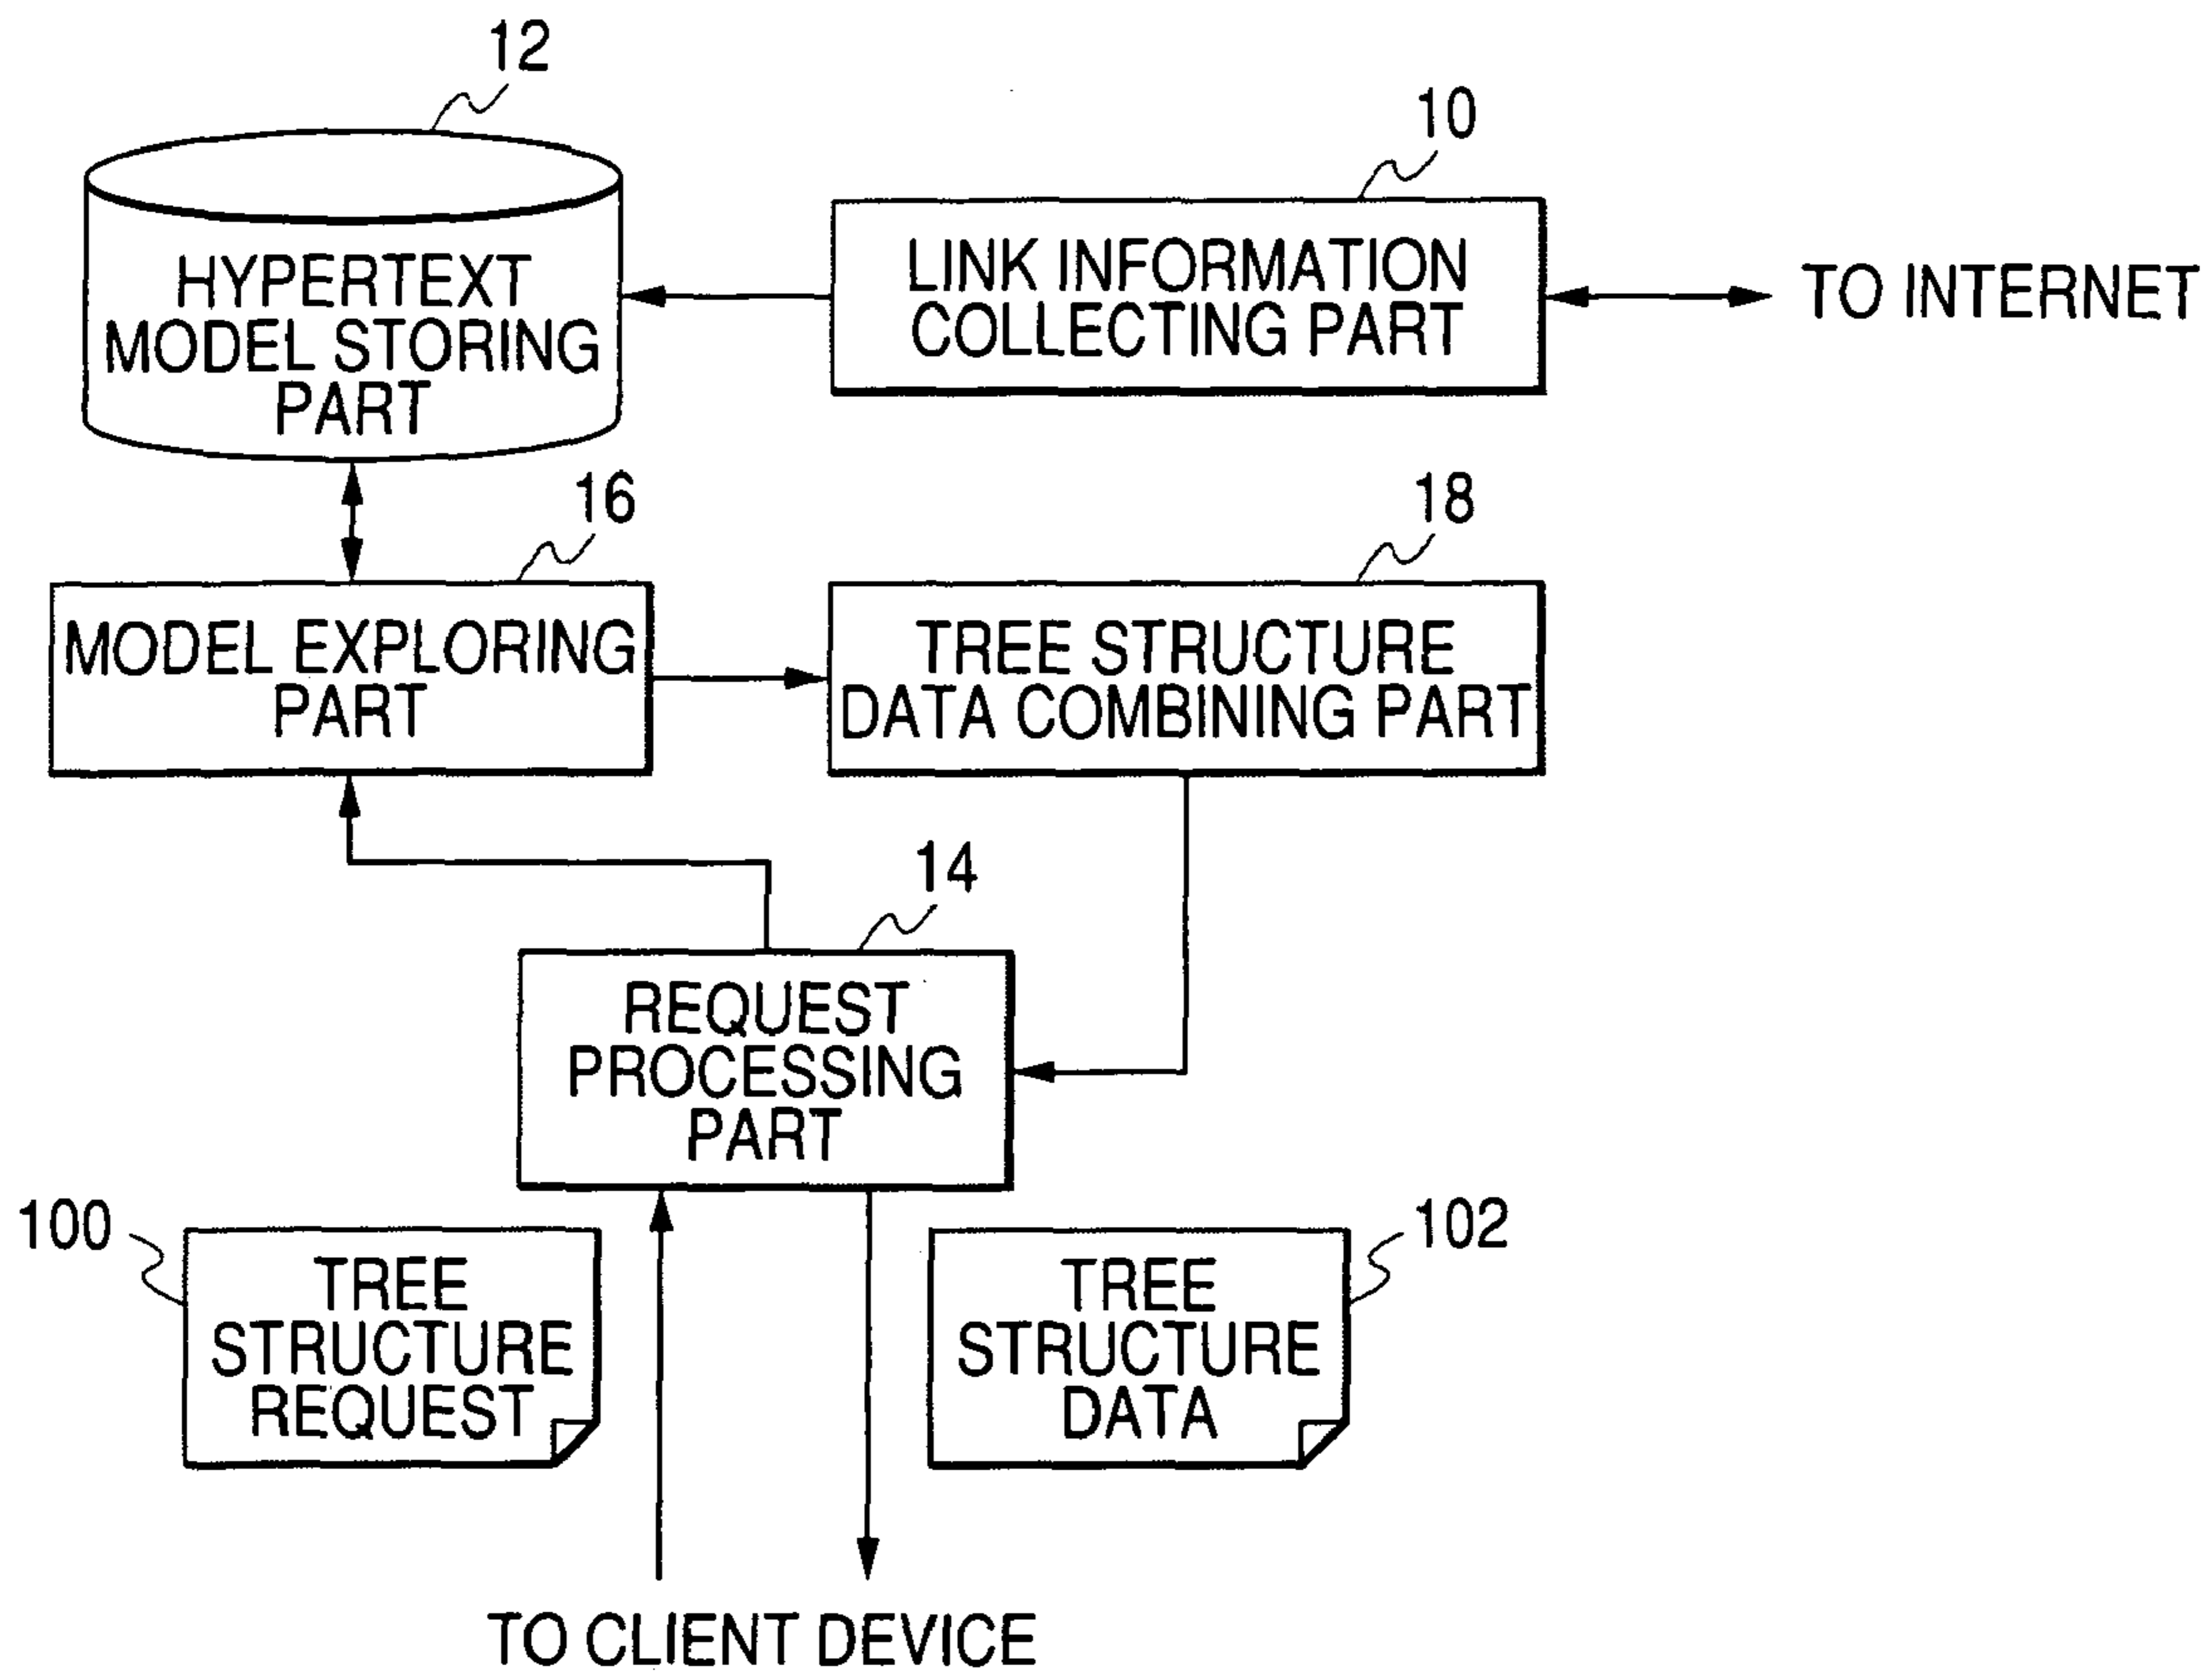 12
10
HYPERTEXT
MODEL STORING
PART
LINK INFORMATION
COLLECTING PART
TO INTERNET
16
18
MODEL EXPLORING
PART
TREE STRUCTURE
DATA COMBINING PART
14
REQUEST
PROCESSING
PART
100
TREE
STRUCTURE
REQUEST
102
TREE
STRUCTURE
DATA
TO CLIENT DEVICE